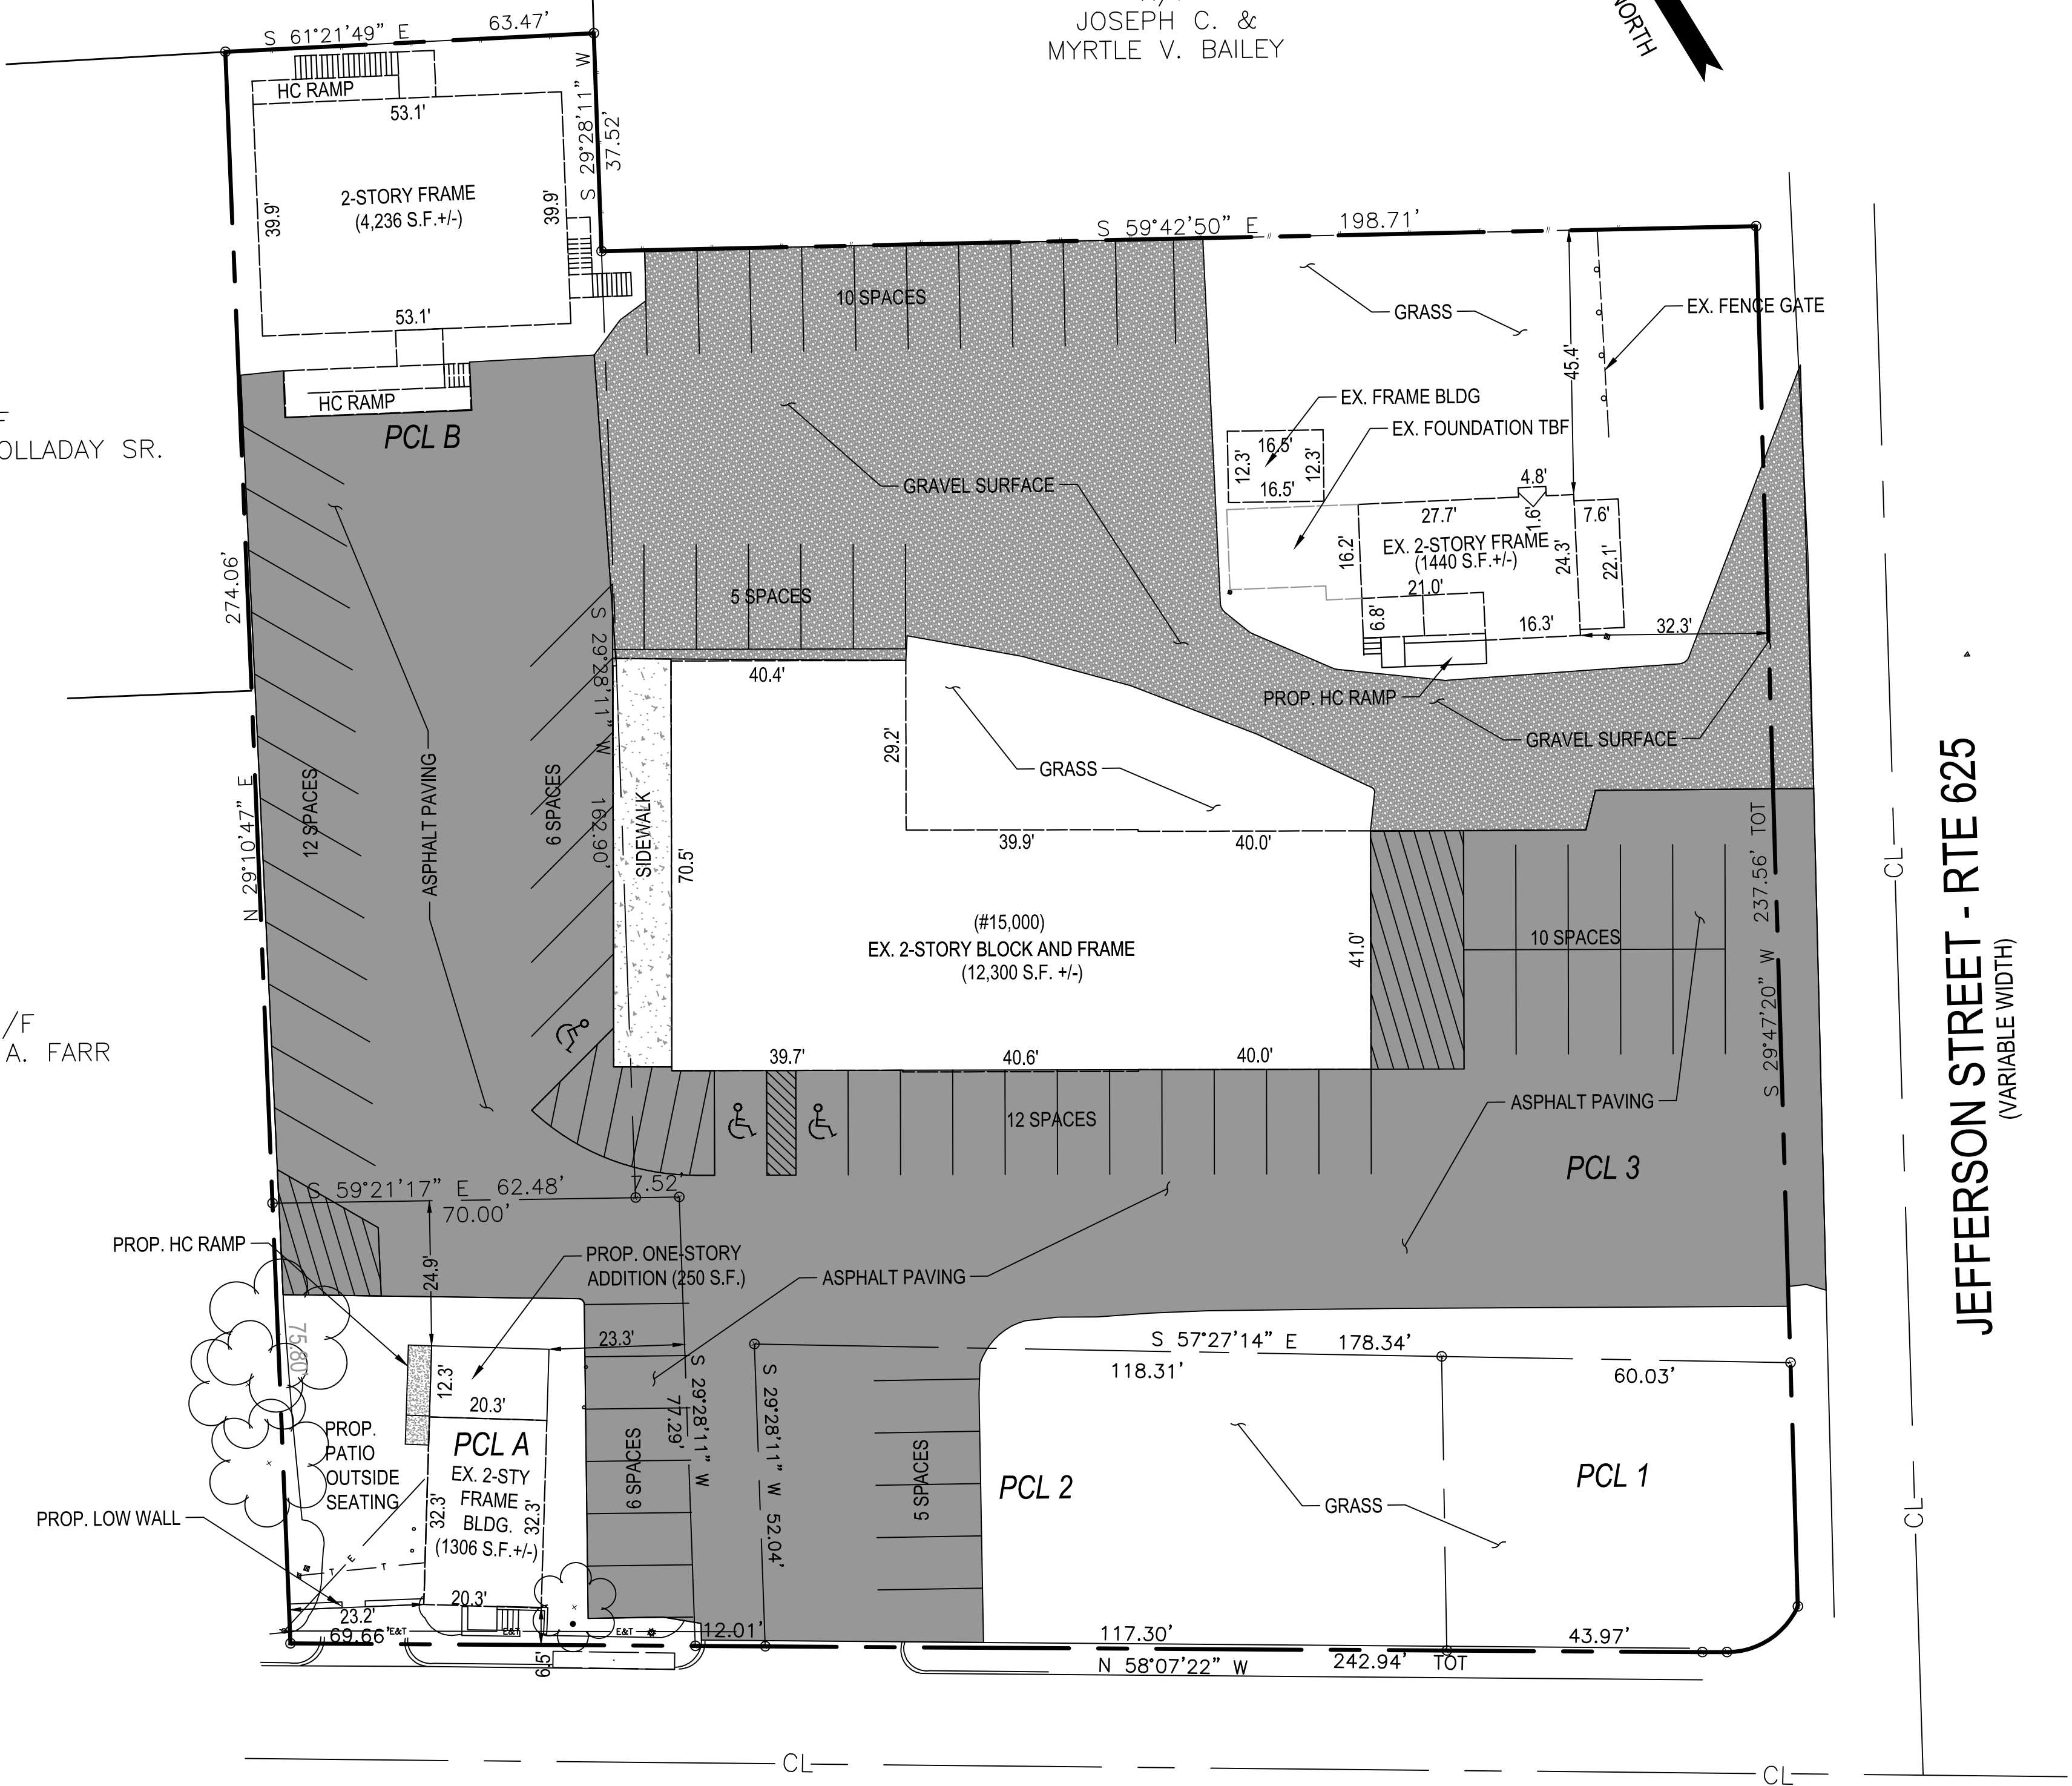 JOSEPH C. &
MYRTLE V. BAILEY
NORTH
S 61°21'49" E 63.47'
HC RAMP
53.1'
S 29°28'11" W
37.52'
2-STORY FRAME
(4,236 S.F.+/-)
39.9'
39.9'
53.1'
HC RAMP
PCL B
OLLADAY SR.
S 59°42'50" E 198.71'
10 SPACES
GRASS
EX. FENCE GATE
45.4'
EX. FRAME BLDG
EX. FOUNDATION TBF
16.5'
12.3'
12.3'
16.5'
GRAVEL SURFACE
4.8'
27.7'
1.6'
7.6'
EX. 2-STORY FRAME
(1440 S.F.+/-)
16.2'
24.3'
22.1'
21.0'
6.8'
16.3'
32.3'
PROP. HC RAMP
GRAVEL SURFACE
5 SPACES
274.06'
N 29°10'47" E
12 SPACES
ASPHALT PAVING
6 SPACES
S 29°28'11" W 162.90'
SIDEWALK
40.4'
29.2'
GRASS
39.9'
40.0'
70.5'
(#15,000)
EX. 2-STORY BLOCK AND FRAME
(12,300 S.F. +/-)
41.0'
39.7'
40.6'
40.0'
10 SPACES
S 29°47'20" W 237.56' TOT
CL
JEFFERSON STREET - RTE 625
(VARIABLE WIDTH)
/F
A. FARR
12 SPACES
ASPHALT PAVING
PCL 3
S 59°21'17" E 62.48' 7.52'
70.00'
PROP. HC RAMP
24.9'
PROP. ONE-STORY
ADDITION (250 S.F.)
ASPHALT PAVING
75.80'
23.3'
12.3'
20.3'
S 29°28'11" W
77.29'
S 29°28'11" W 52.04'
S 57°27'14" E 178.34'
118.31'
60.03'
PROP.
PATIO
OUTSIDE
SEATING
PCL A
EX. 2-STY
FRAME
BLDG.
(1306 S.F.+/-)
32.3'
32.3'
6 SPACES
5 SPACES
PCL 2
PCL 1
GRASS
CL
PROP. LOW WALL
E
T T
20.3'
23.2'
69.66'
E&T
E&T
E&T
6.5'
12.01'
117.30'
43.97'
N 58°07'22" W 242.94' TOT
CL
CL